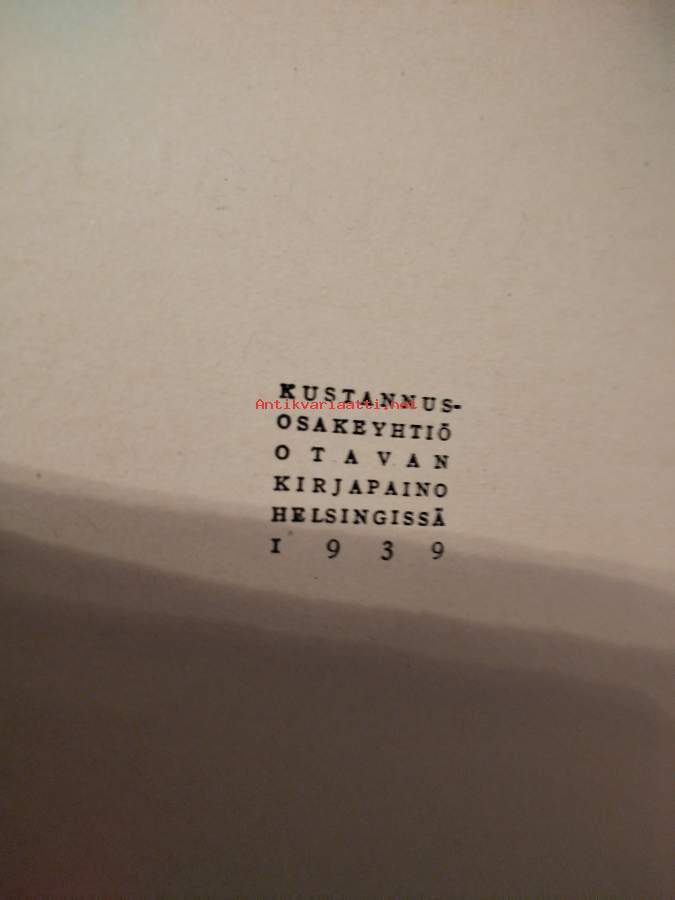 KUSTANNUS-
Antikvariaatti.net
OSAKEYHTIÖ
OTAVAN
KIRJAPAINO
HELSINGISSÄ
1939